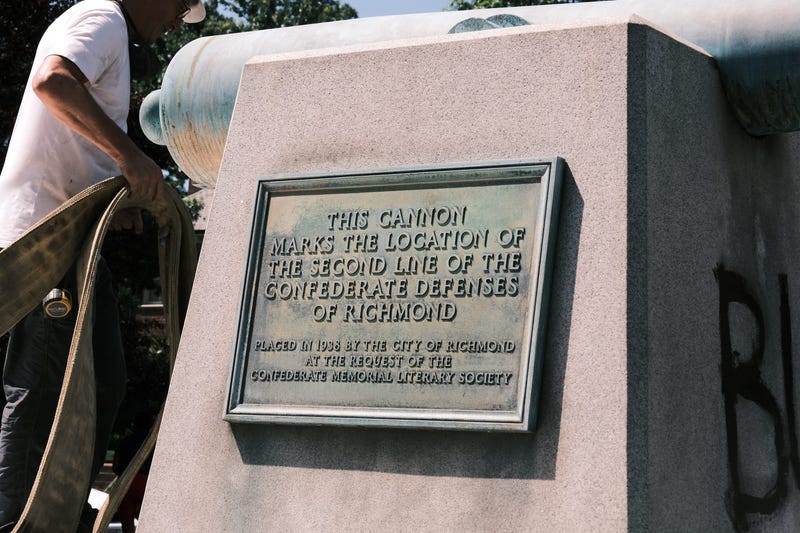 THIS CANNON
MARKS THE LOCATION OF
THE SECOND LINE OF THE
CONFEDERATE DEFENSES
OF RICHMOND
PLACED IN 1938 BY THE CITY OF RICHMOND
AT THE REQUEST OF THE
CONFEDERATE MEMORIAL LITERARY SOCIETY